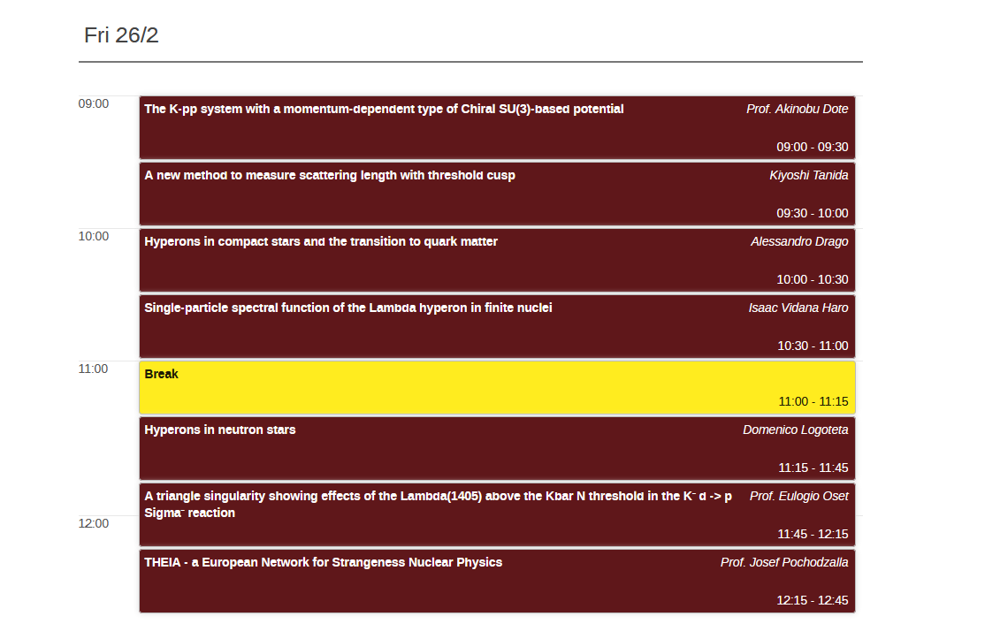 Fri 26/2
09:00
The K-pp system with a momentum-dependent type of Chiral SU(3)-based potential
Prof. Akinobu Dote
09:00 - 09:30
A new method to measure scattering length with threshold cusp
Kiyoshi Tanida
09:30 - 10:00
10:00
Hyperons in compact stars and the transition to quark matter
Alessandro Drago
10:00 - 10:30
Single-particle spectral function of the Lambda hyperon in finite nuclei
Isaac Vidana Haro
10:30 - 11:00
11:00
Break
11:00 - 11:15
Hyperons in neutron stars
Domenico Logoteta
11:15 - 11:45
A triangle singularity showing effects of the Lambda(1405) above the Kbar N threshold in the K⁻ d -> p
Sigma⁻ reaction
Prof. Eulogio Oset
11:45 - 12:15
12:00
THEIA - a European Network for Strangeness Nuclear Physics
Prof. Josef Pochodzalla
12:15 - 12:45